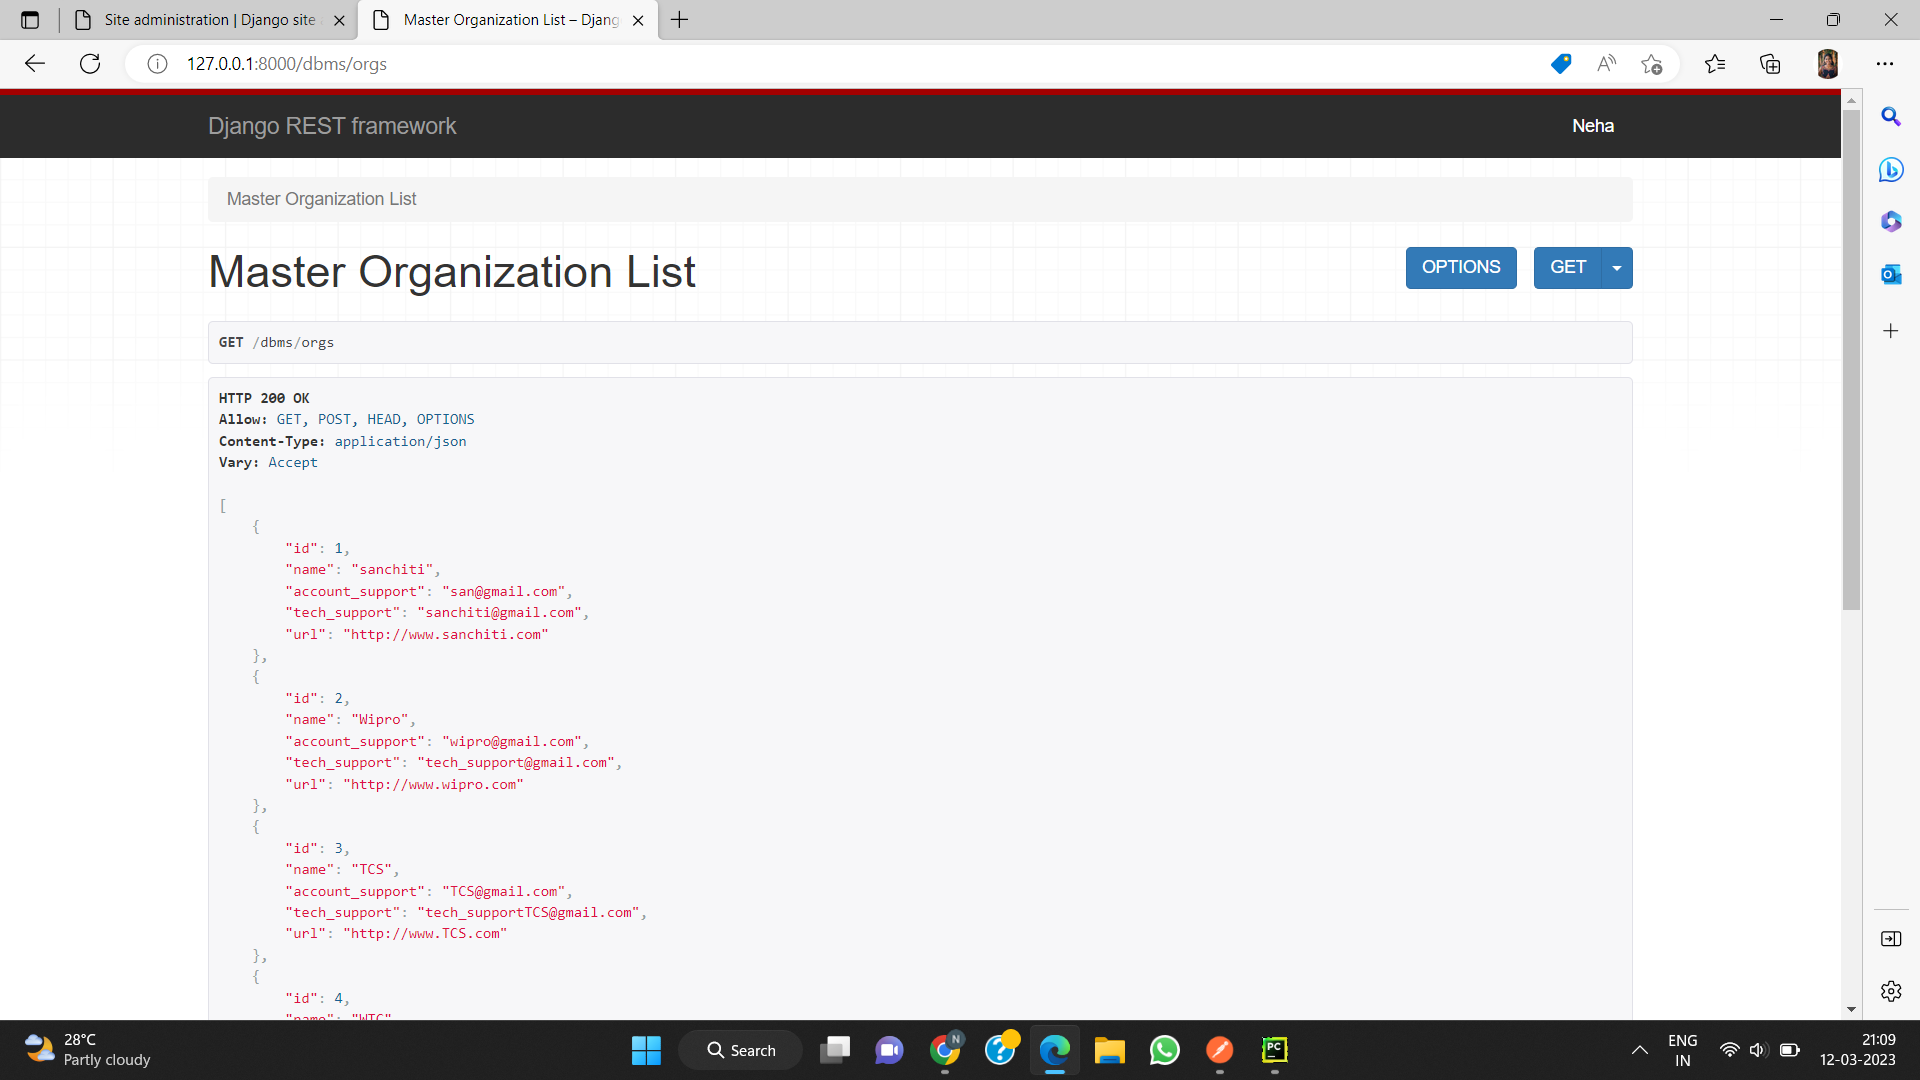 Site administration | Django site
Master Organization List – Djang
127.0.0.1:8000/dbms/orgs
Django REST framework
Neha
Master Organization List
Master Organization List
OPTIONS
GET
GET /dbms/orgs
HTTP 200 OK
Allow: GET, POST, HEAD, OPTIONS
Content-Type: application/json
Vary: Accept
[
{
"id": 1,
"name": "sanchiti",
"account_support": "san@gmail.com",
"tech_support": "sanchiti@gmail.com",
"url": "http://www.sanchiti.com"
},
{
"id": 2,
"name": "Wipro",
"account_support": "wipro@gmail.com",
"tech_support": "tech_support@gmail.com",
"url": "http://www.wipro.com"
},
{
"id": 3,
"name": "TCS",
"account_support": "TCS@gmail.com",
"tech_support": "tech_supportTCS@gmail.com",
"url": "http://www.TCS.com"
},
{
"id": 4,
"name": "WTC"
28°C
Partly cloudy
Search
N
PC
ENG
IN
21:09
12-03-2023